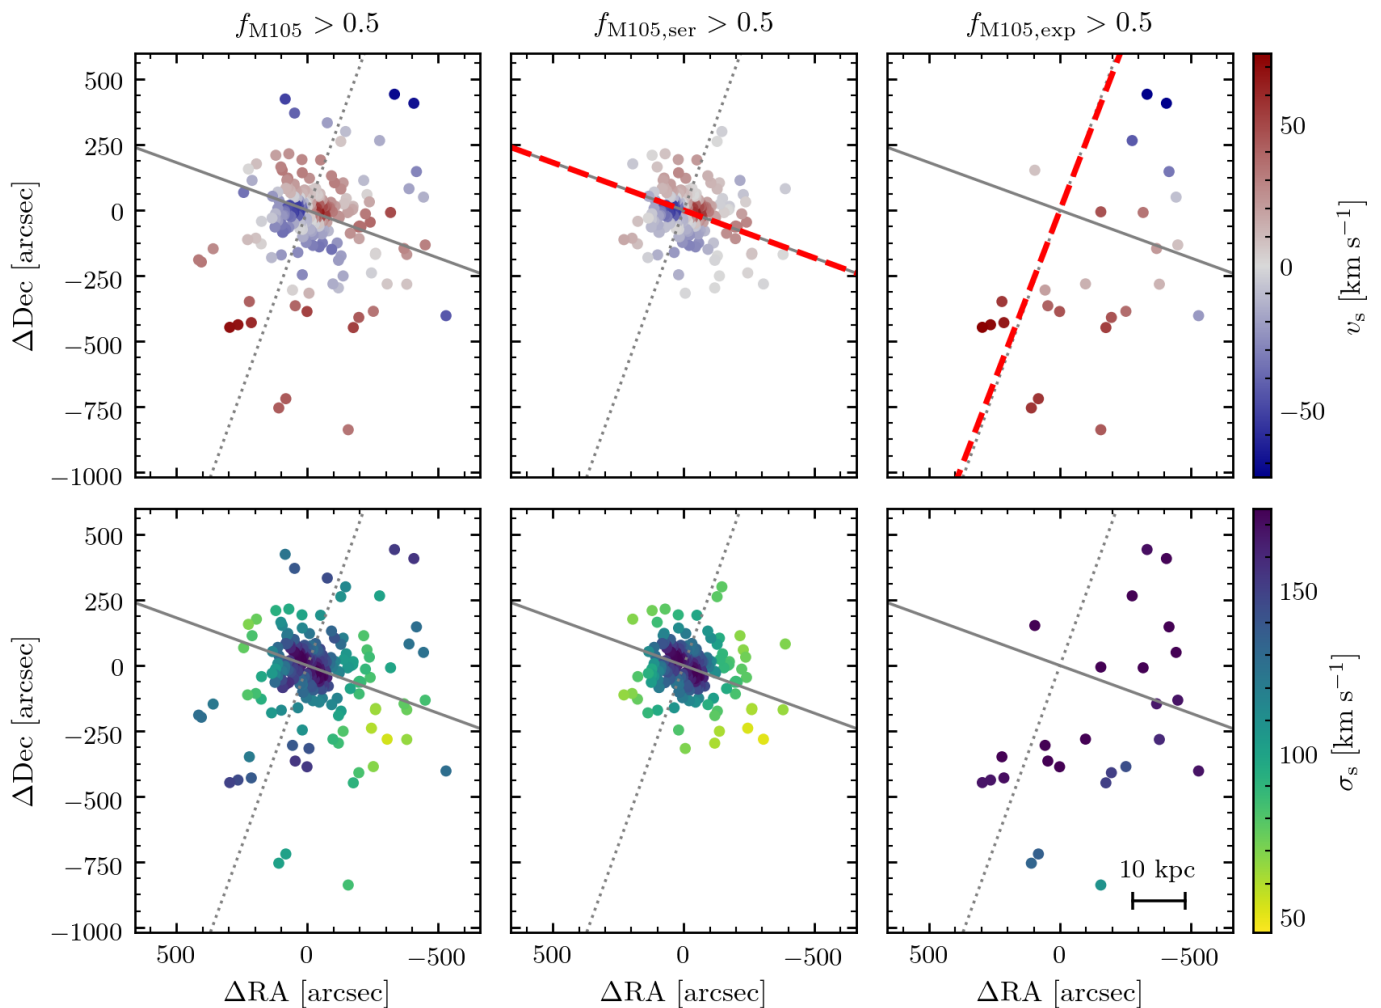 f_M105 > 0.5 f_M105,ser > 0.5 f_M105,exp > 0.5
500
250
0
−250
−500
−750
−1000
ΔDec [arcsec]
50
0
−50
v_s [km s⁻¹]
500
250
0
−250
−500
−750
−1000
ΔDec [arcsec]
10 kpc
150
100
50
σ_s [km s⁻¹]
500 0 −500 500 0 −500 500 0 −500
ΔRA [arcsec] ΔRA [arcsec] ΔRA [arcsec]